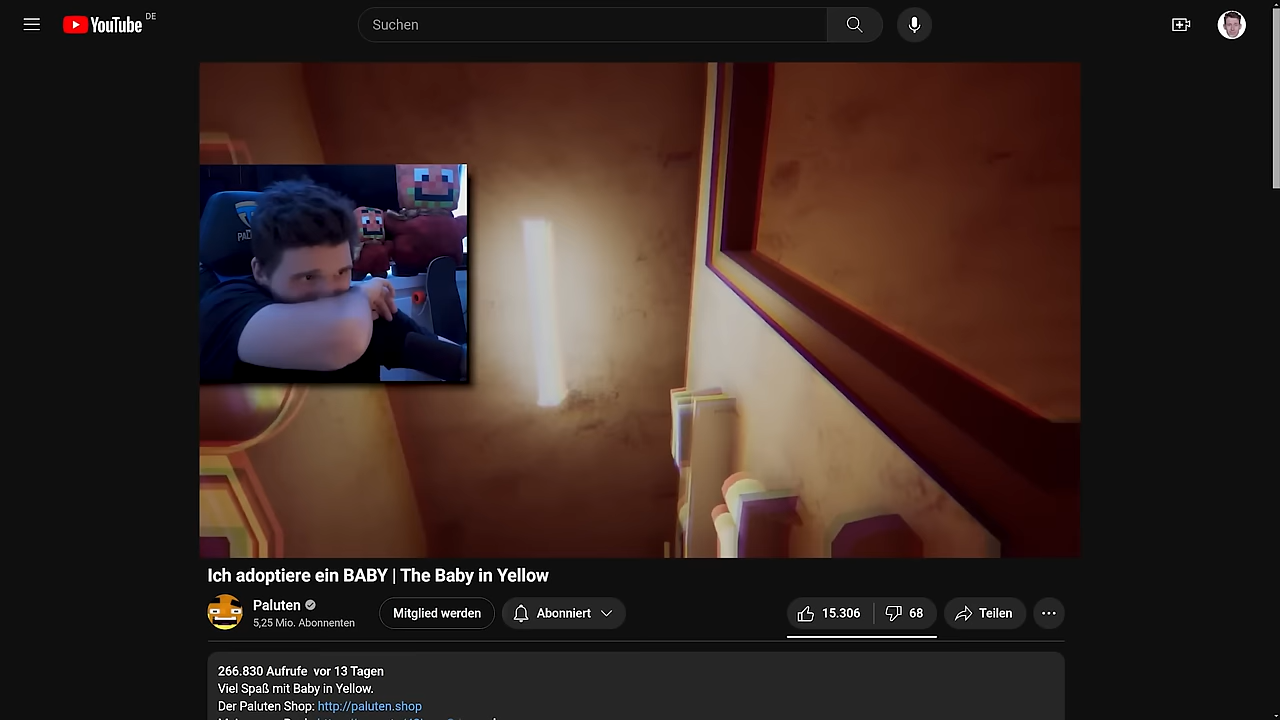 YouTube DE
Suchen
Ich adoptiere ein BABY | The Baby in Yellow
Paluten
5,25 Mio. Abonnenten
Mitglied werden
Abonniert
15.306
68
Teilen
266.830 Aufrufe vor 13 Tagen
Viel Spaß mit Baby in Yellow.
Der Paluten Shop: http://paluten.shop